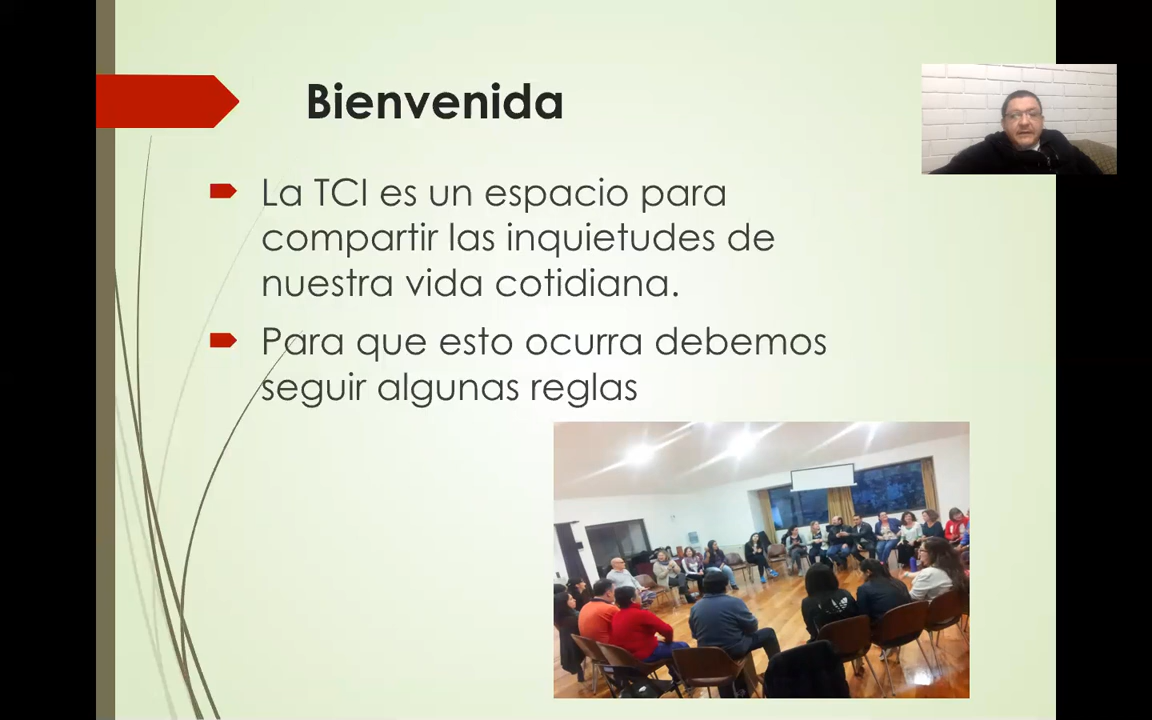 Bienvenida
La TCI es un espacio para
compartir las inquietudes de
nuestra vida cotidiana.
Para que esto ocurra debemos
seguir algunas reglas